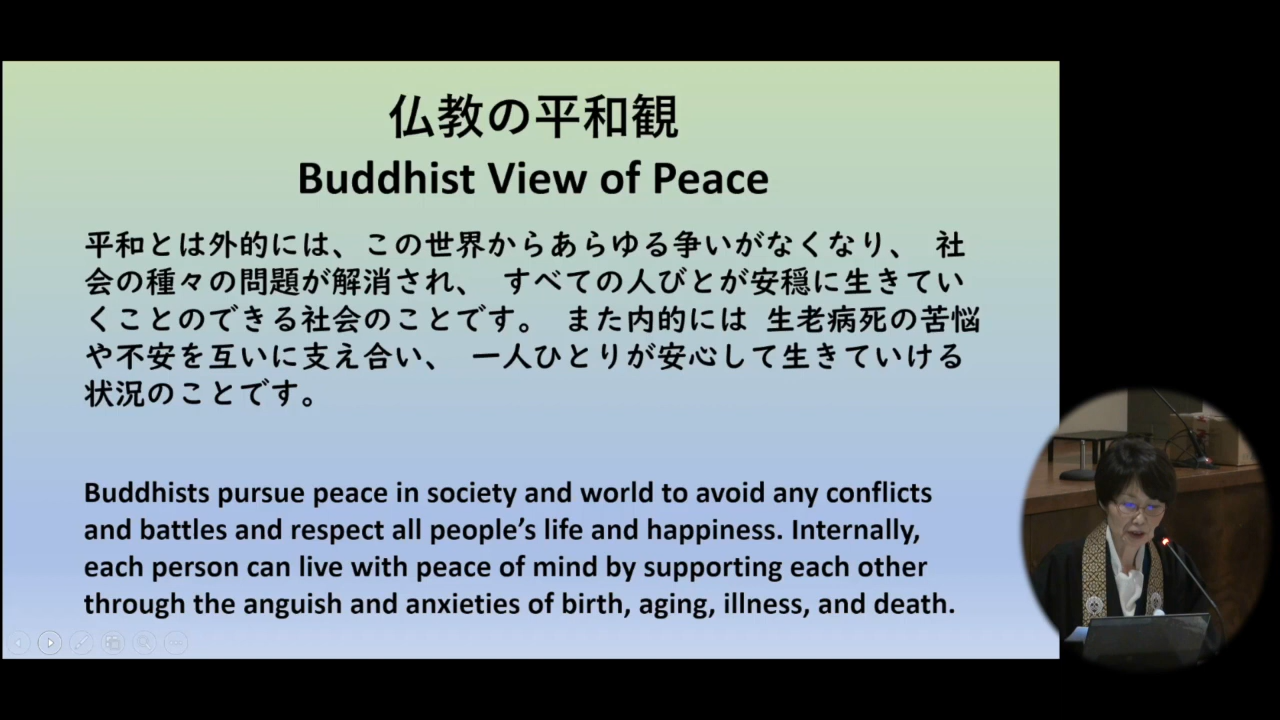 仏教の平和観
Buddhist View of Peace
平和とは外的には、この世界からあらゆる争いがなくなり、 社
会の種々の問題が解消され、 すべての人びとが安穏に生きてい
くことのできる社会のことです。 また内的には 生老病死の苦悩
や不安を互いに支え合い、 一人ひとりが安心して生きていける
状況のことです。
Buddhists pursue peace in society and world to avoid any conflicts
and battles and respect all people’s life and happiness. Internally,
each person can live with peace of mind by supporting each other
through the anguish and anxieties of birth, aging, illness, and death.